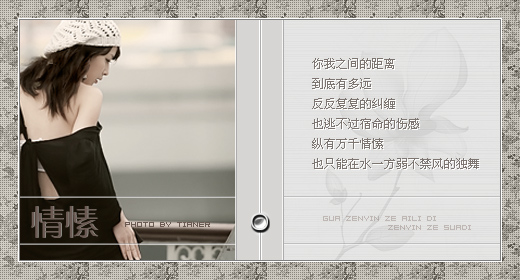 你我之间的距离
到底有多远
反反复复的纠缠
也逃不过宿命的伤感
纵有万千情愫
也只能在水一方弱不禁风的独舞
情愫
PHOTO BY TIANER
GUA ZENVIN ZE AILI DI
ZENVIN ZE SUADI